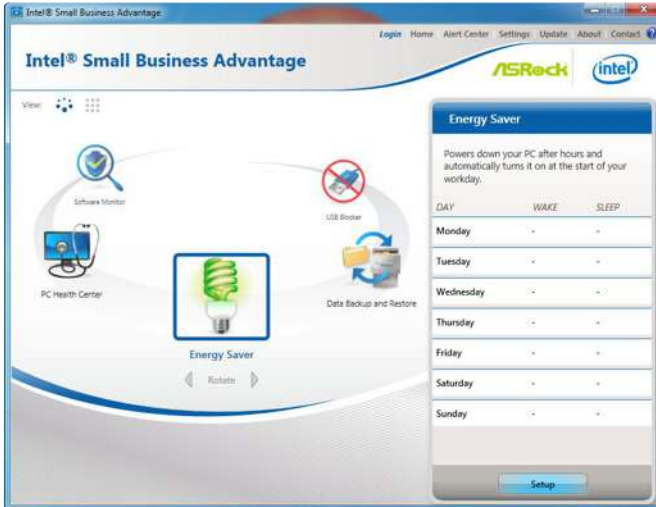 Intel® Small Business Advantage
Login Home Alert Center Settings Update About Contact
Intel® Small Business Advantage
ASRock
intel
View:
Software Monitor
USB Blocker
PC Health Center
Data Backup and Restore
Energy Saver
Rotate
Energy Saver
Powers down your PC after hours and
automatically turns it on at the start of your
workday.
DAY WAKE SLEEP
Monday - -
Tuesday - -
Wednesday - -
Thursday - -
Friday - -
Saturday - -
Sunday - -
Setup